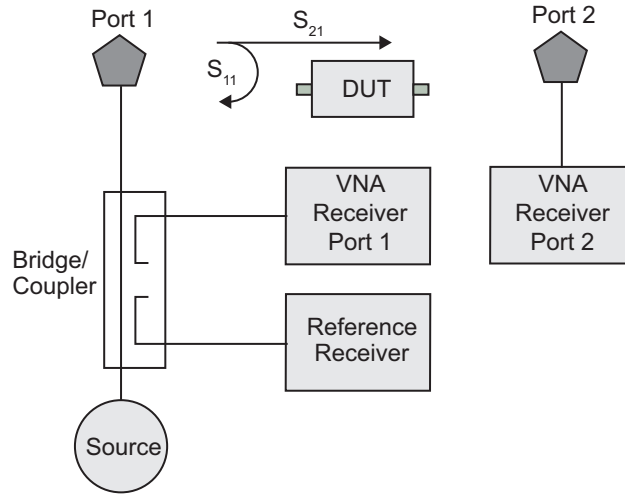 Port 1
Port 2
S21
S11
DUT
VNA
Receiver
Port 1
VNA
Receiver
Port 2
Bridge/
Coupler
Reference
Receiver
Source